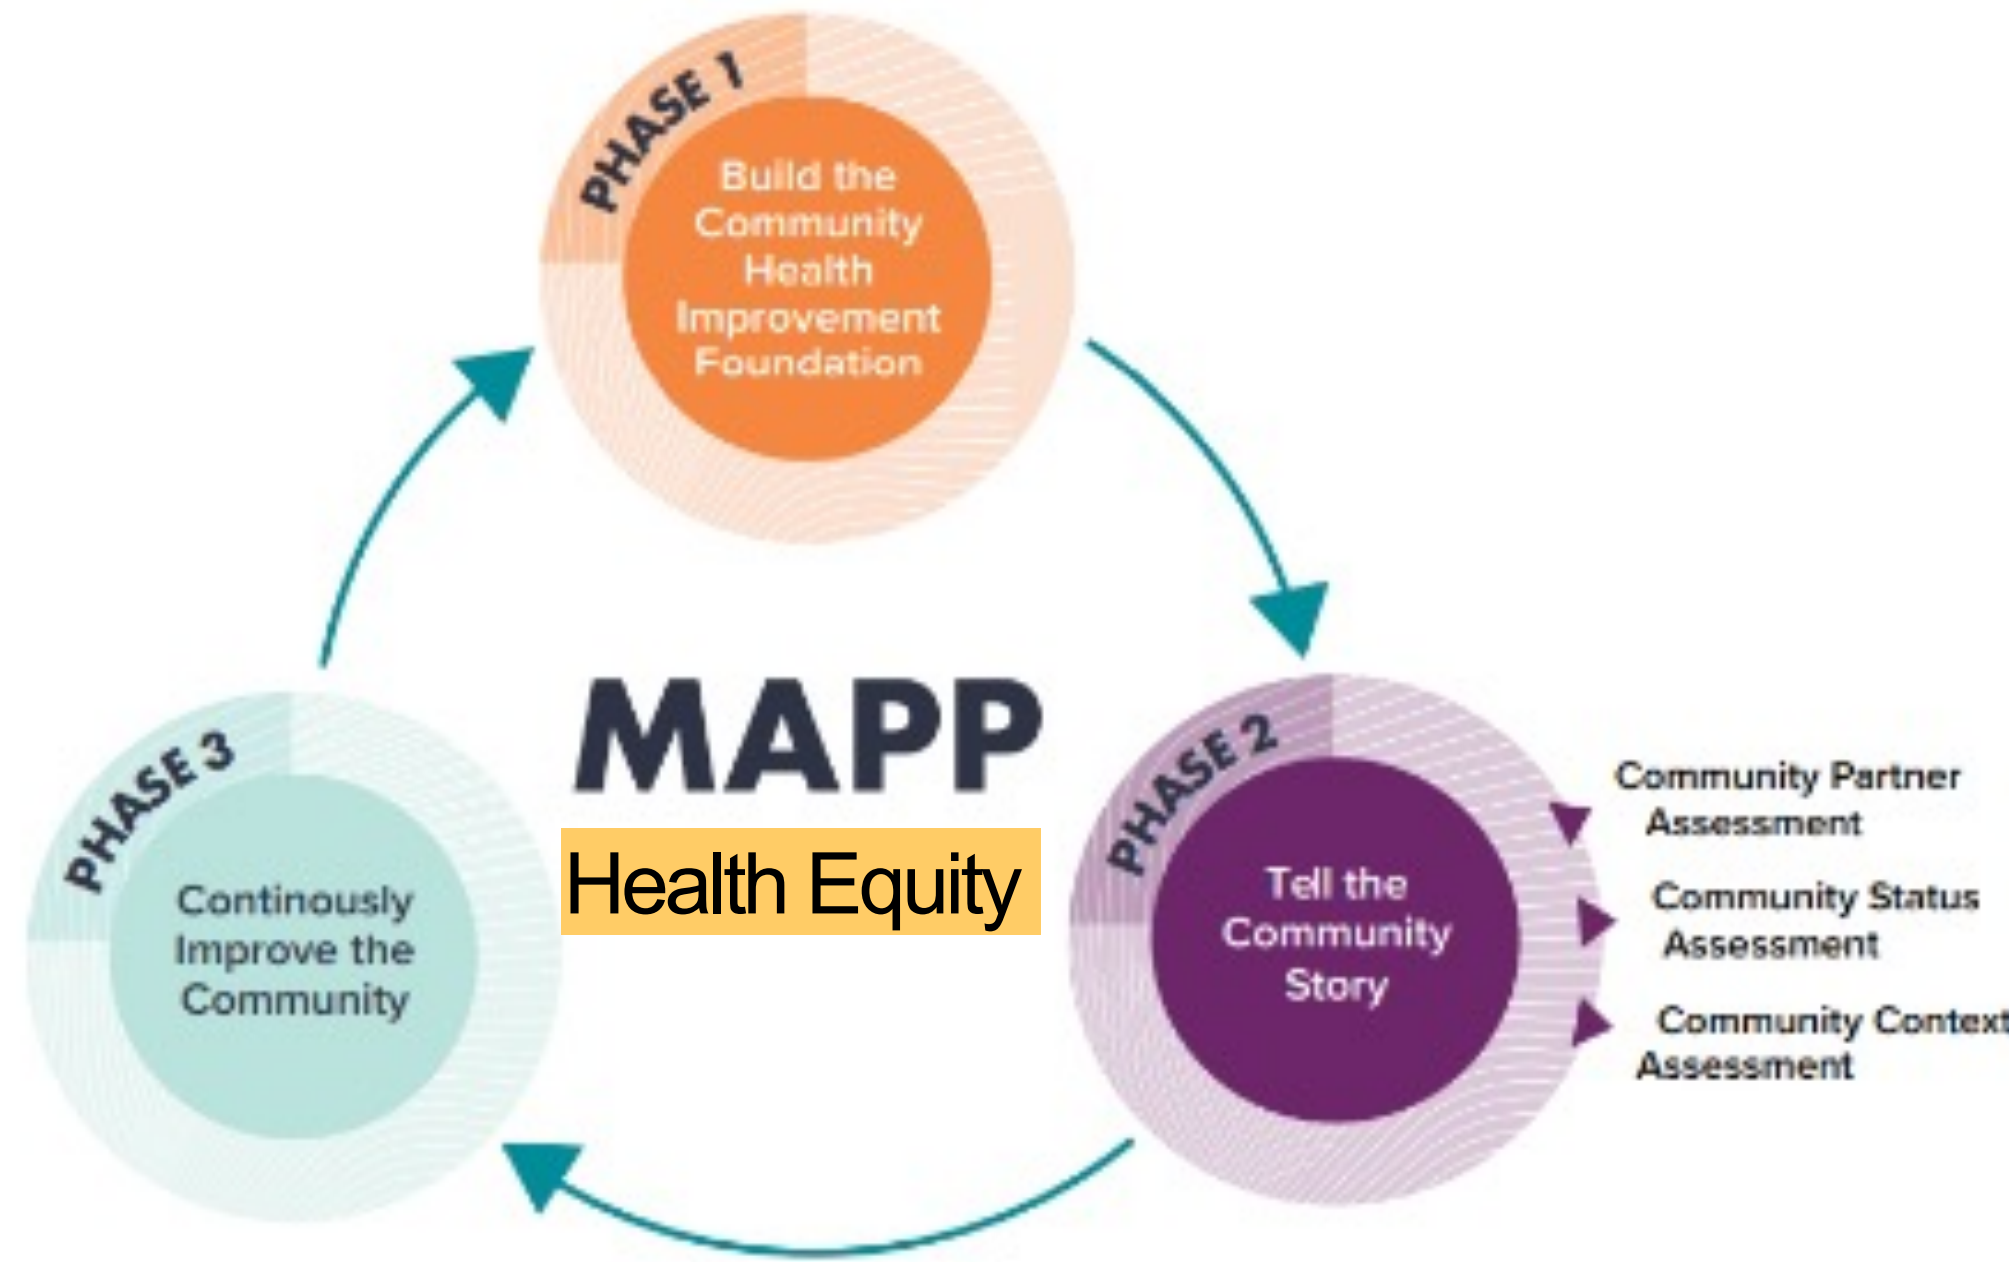 PHASE 1
Build the
Community
Health
Improvement
Foundation
MAPP
Health Equity
PHASE 2
Tell the
Community
Story
Community Partner
Assessment
Community Status
Assessment
Community Context
Assessment
PHASE 3
Continously
Improve the
Community